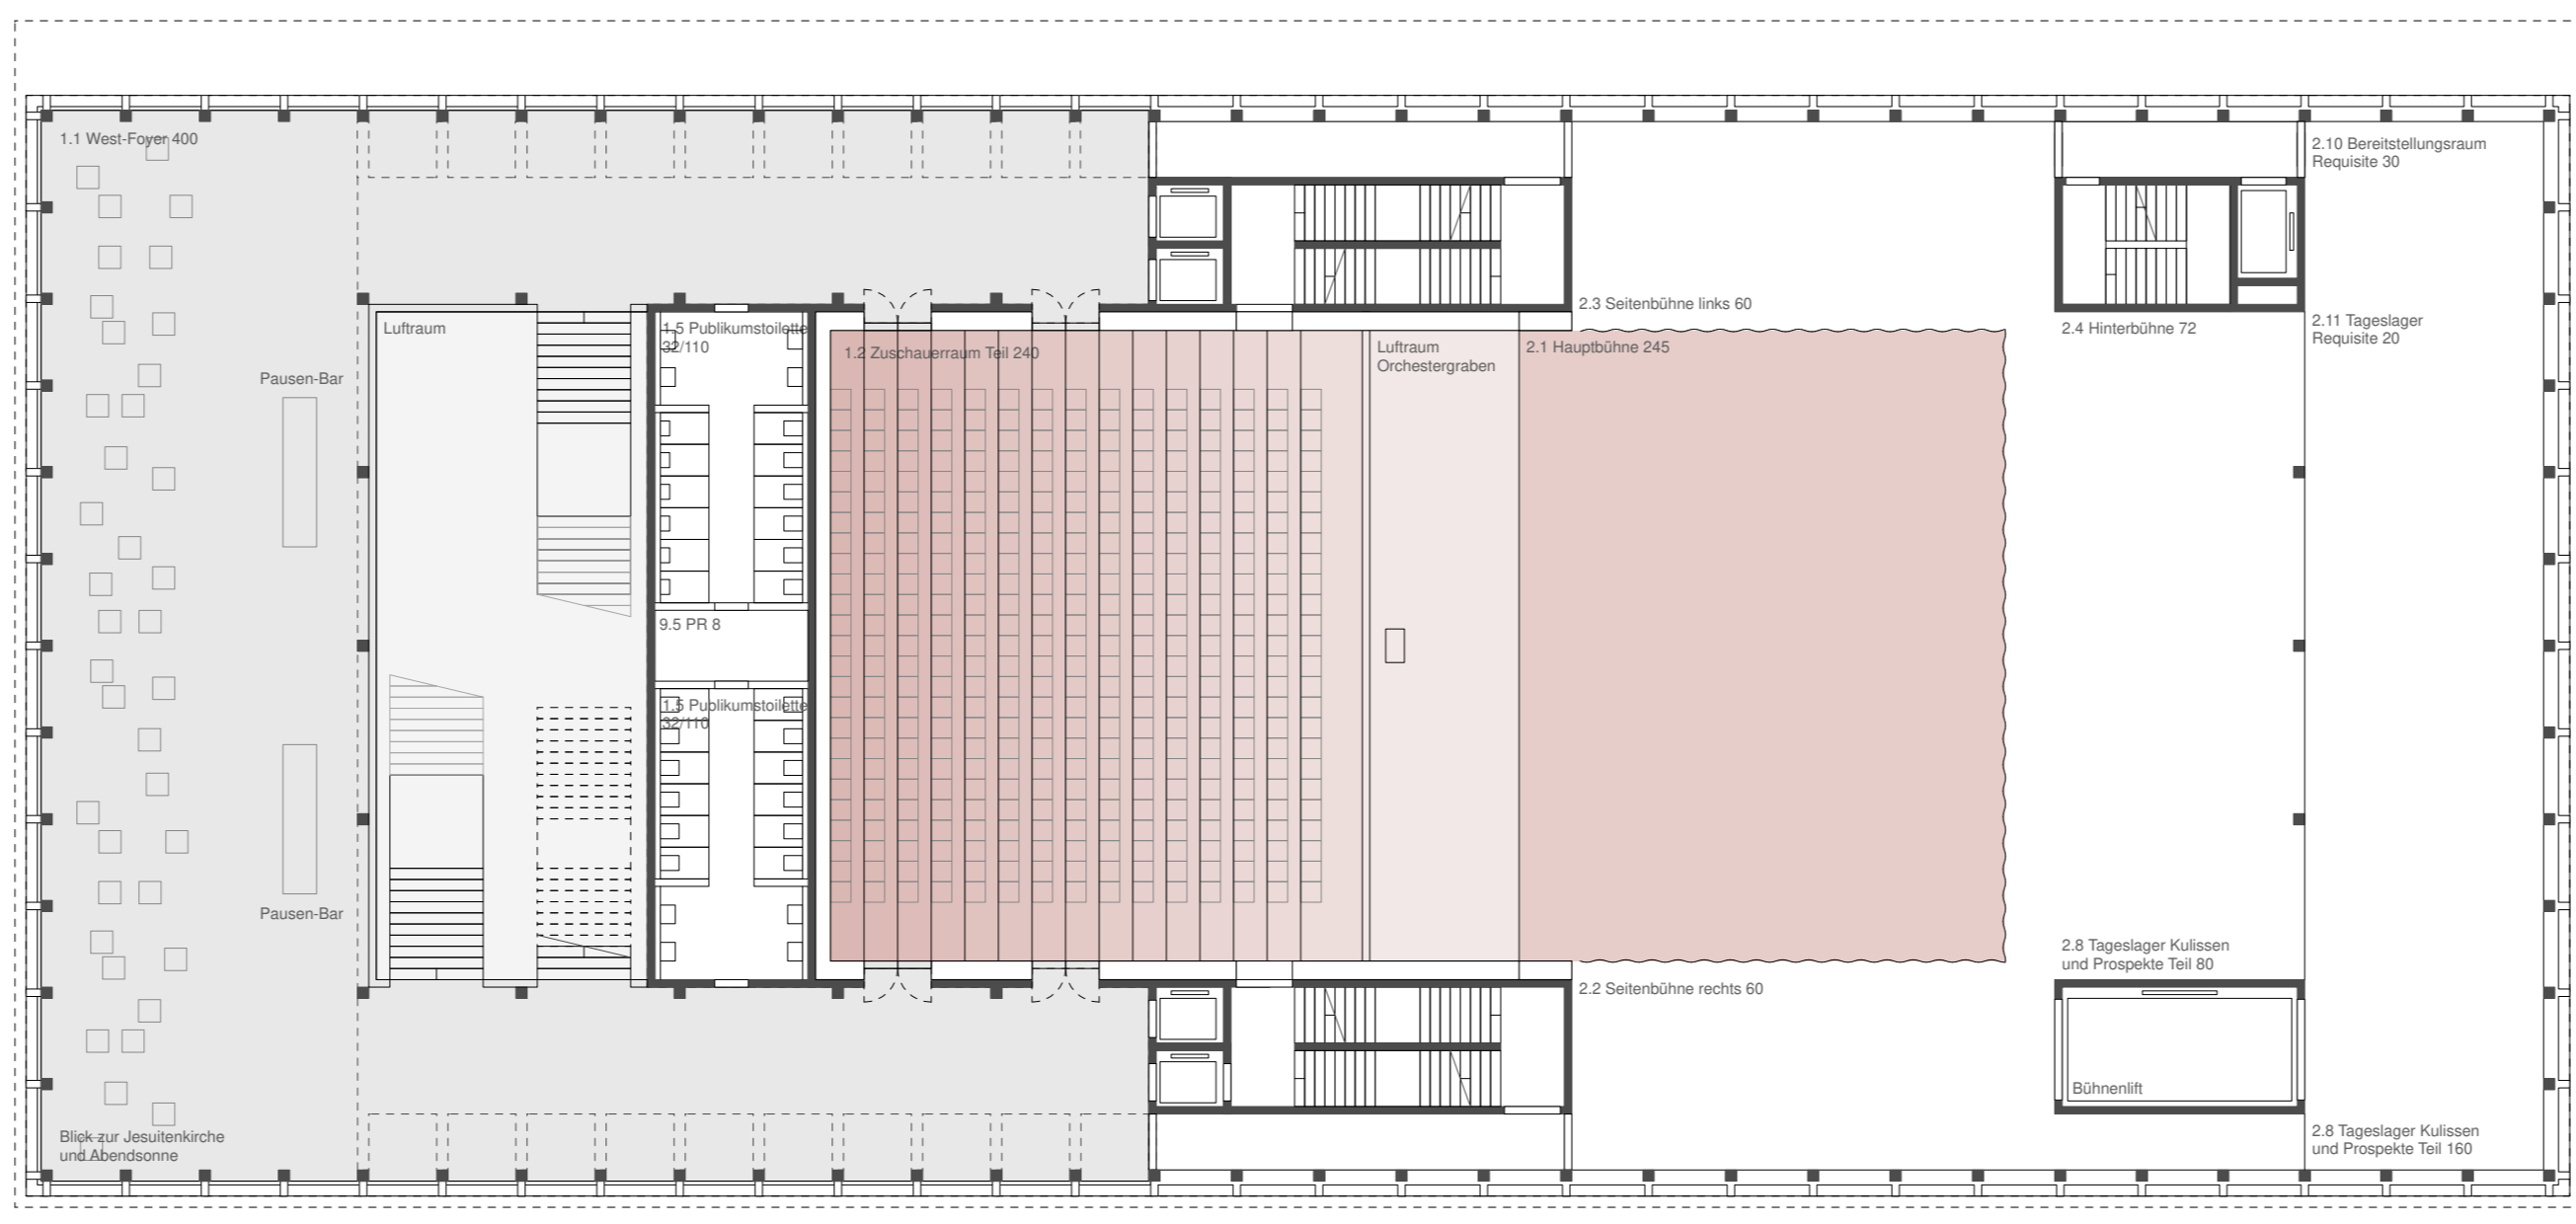 1.1 West-Foyer 400
2.10 Bereitstellungsraum
Requisite 30
2.3 Seitenbühne links 60
Luftraum
1.5 Publikumstoilette
32/110
1.2 Zuschauerraum Teil 240
Luftraum
Orchestergraben
2.1 Hauptbühne 245
2.4 Hinterbühne 72
2.11 Tageslager
Requisite 20
Pausen-Bar
9.5 PR 8
1.5 Publikumstoilette
32/110
Pausen-Bar
2.8 Tageslager Kulissen
und Prospekte Teil 80
2.2 Seitenbühne rechts 60
Bühnenlift
Blick zur Jesuitenkirche
und Abendsonne
2.8 Tageslager Kulissen
und Prospekte Teil 160